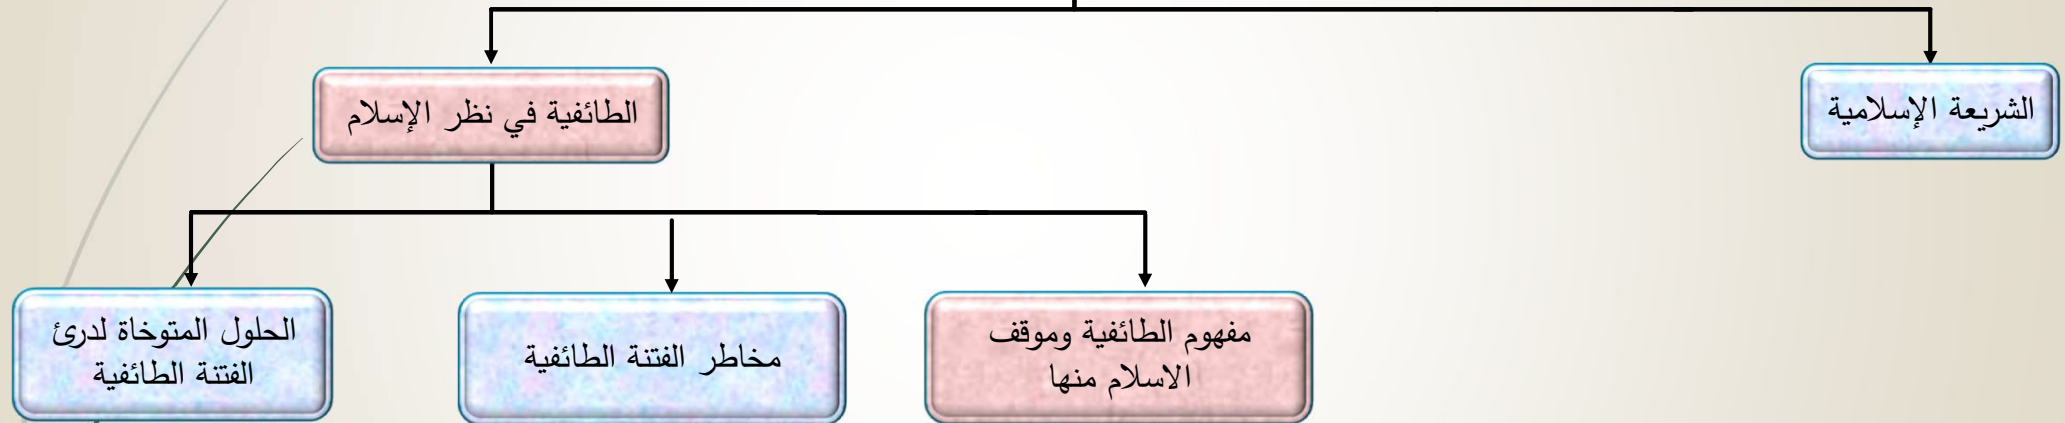 الشريعة الإسلامية
الطائفية في نظر الإسلام
مفهوم الطائفية وموقف
الاسلام منها
مخاطر الفتنة الطائفية
الحلول المتوخاة لدرئ
الفتنة الطائفية